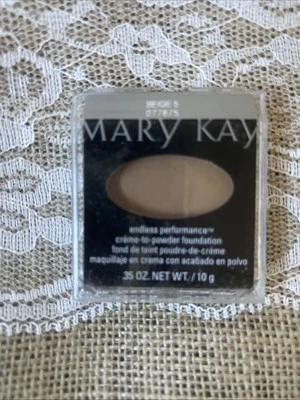 BEIGE 5
077875
MARY KAY
endless performance™
crème-to-powder foundation
fond de teint poudre-de-crème
maquillaje en crema con acabado en polvo
.35 OZ. NET WT. / 10 g